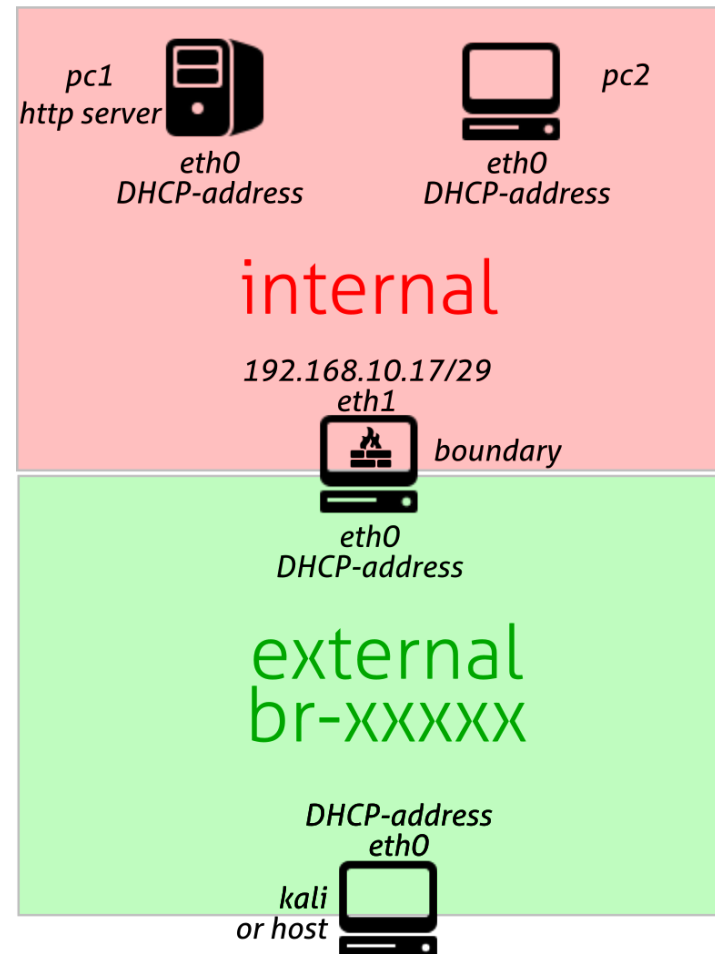 pc1
http server
pc2
eth0
DHCP-address
eth0
DHCP-address
internal
192.168.10.17/29
eth1
boundary
eth0
DHCP-address
external
br-xxxxx
DHCP-address
eth0
kali
or host